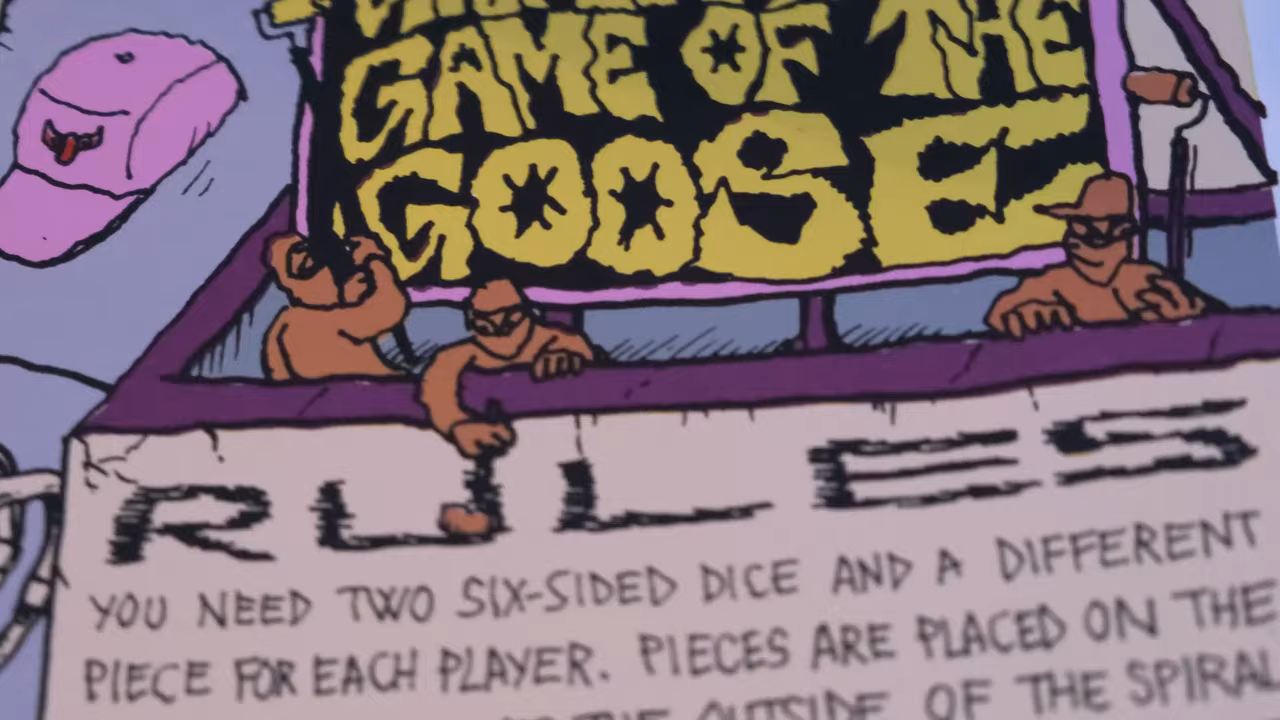 GAME OF THE
GOOSE
RULES
YOU NEED TWO SIX-SIDED DICE AND A DIFFERENT
PIECE FOR EACH PLAYER. PIECES ARE PLACED ON THE
OUTSIDE OF THE SPIRAL